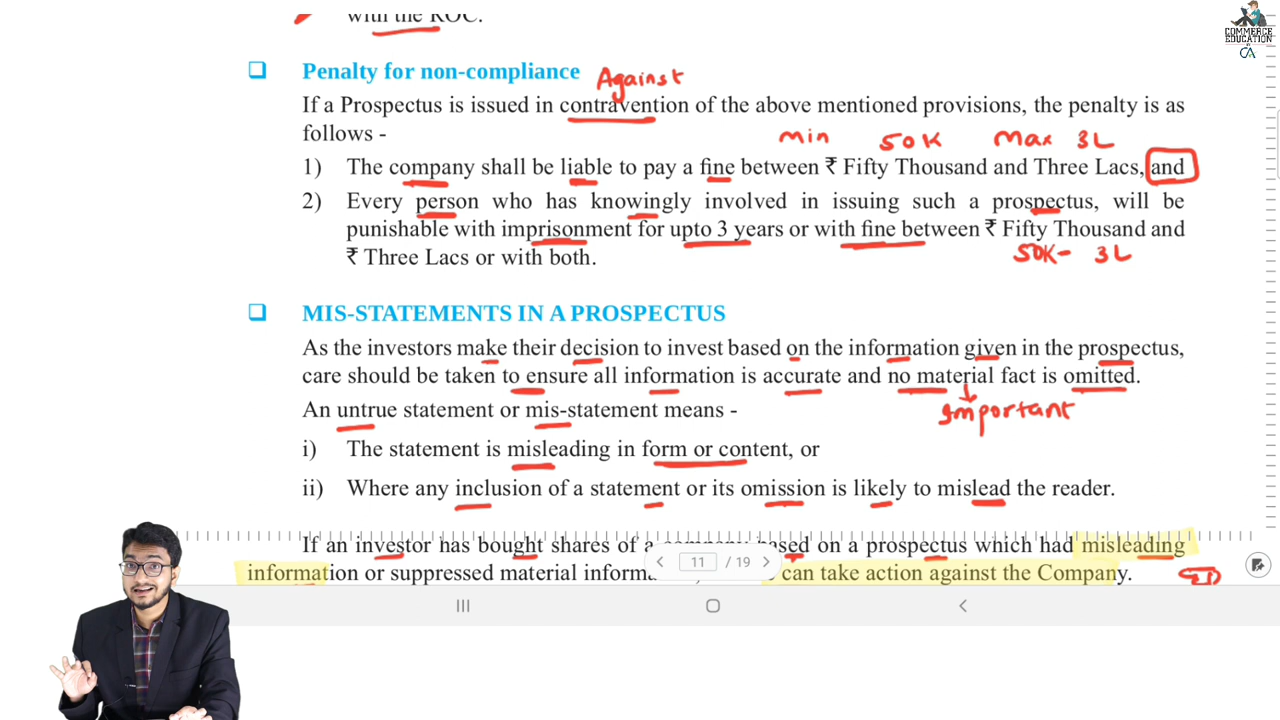 with the ROC.
COMMERCE
EDUCATION
BY
CA
Penalty for non-compliance Against
If a Prospectus is issued in contravention of the above mentioned provisions, the penalty is as
follows -
min 50K Max 3L
1) The company shall be liable to pay a fine between ₹ Fifty Thousand and Three Lacs, and
2) Every person who has knowingly involved in issuing such a prospectus, will be
punishable with imprisonment for upto 3 years or with fine between ₹ Fifty Thousand and
₹ Three Lacs or with both. 50K- 3L
MIS-STATEMENTS IN A PROSPECTUS
As the investors make their decision to invest based on the information given in the prospectus,
care should be taken to ensure all information is accurate and no material fact is omitted.
An untrue statement or mis-statement means - Important
i) The statement is misleading in form or content, or
ii) Where any inclusion of a statement or its omission is likely to mislead the reader.
If an investor has bought shares of a based on a prospectus which had misleading
information or suppressed material can take action against the Company.
11 / 19